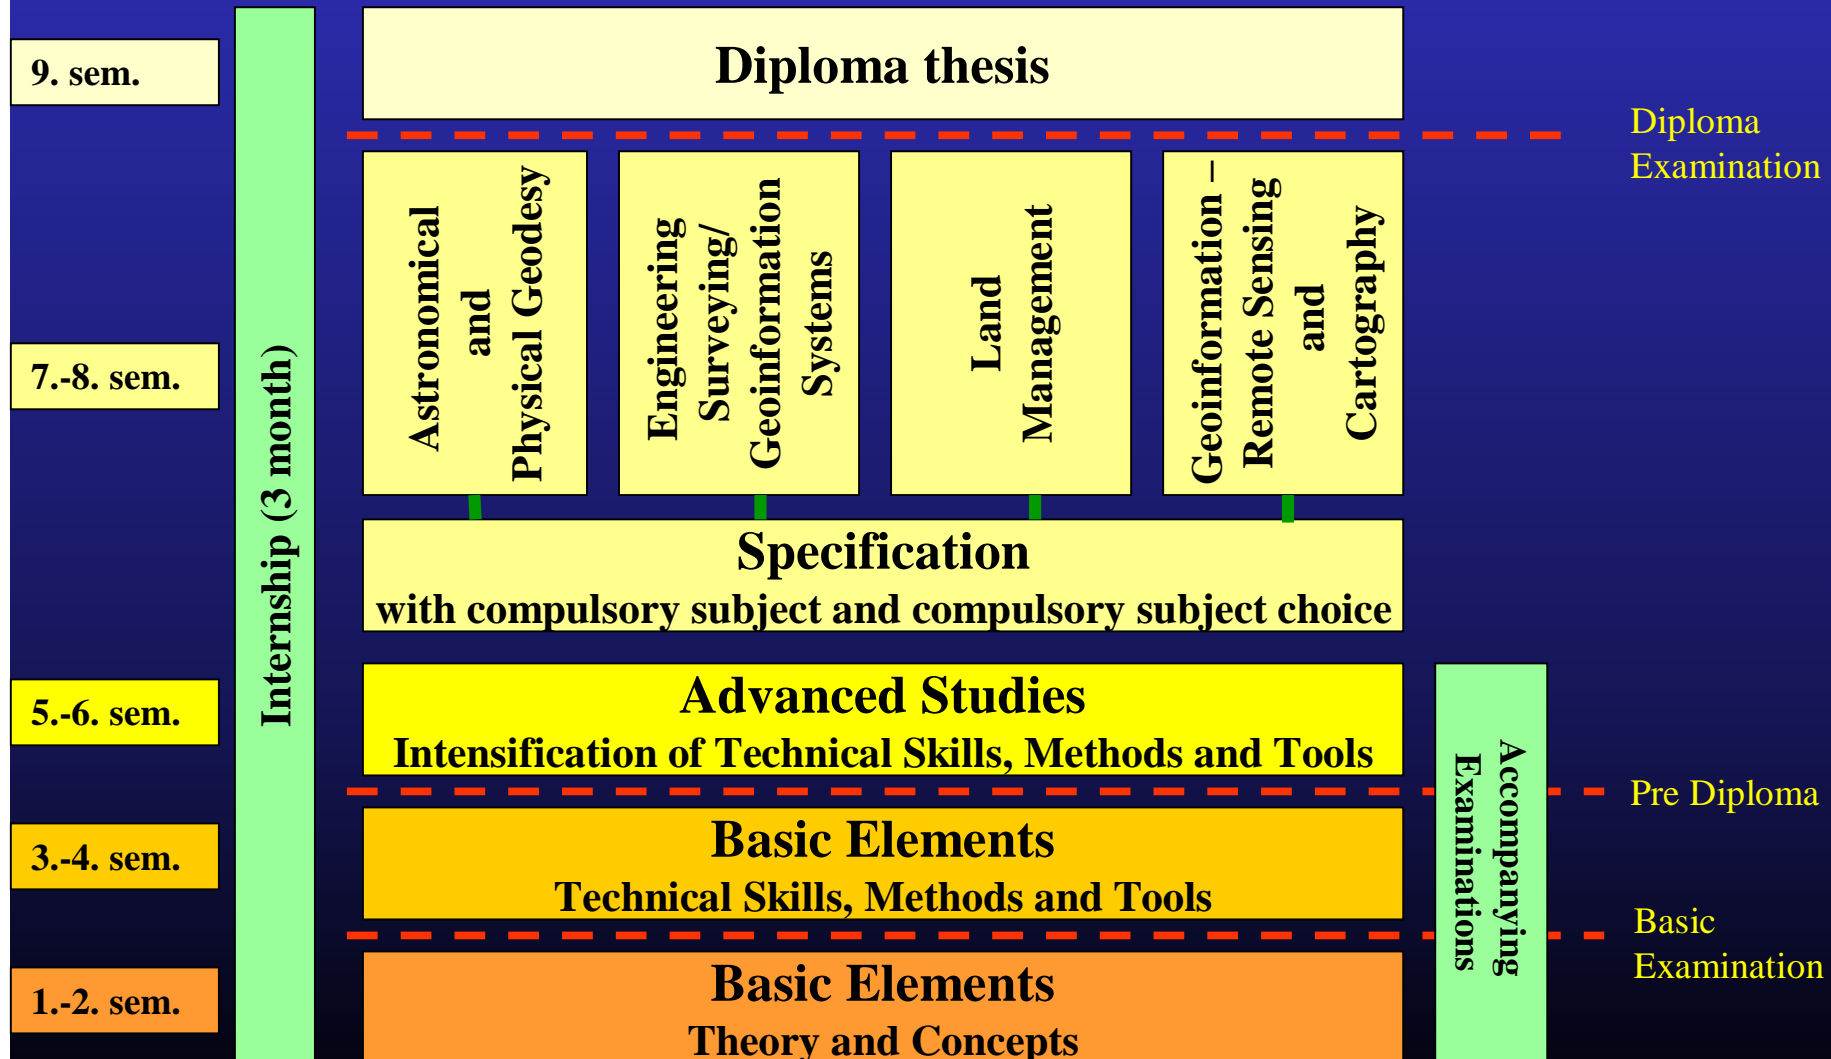 9. sem.
Diploma thesis
Diploma
Examination
7.-8. sem.
Internship (3 month)
Astronomical
and
Physical Geodesy
Engineering
Surveying/
Geoinformation
Systems
Land
Management
Geoinformation –
Remote Sensing
and
Cartography
Specification
with compulsory subject and compulsory subject choice
5.-6. sem.
Advanced Studies
Intensification of Technical Skills, Methods and Tools
Accompanying
Examinations
Pre Diploma
3.-4. sem.
Basic Elements
Technical Skills, Methods and Tools
Basic
Examination
1.-2. sem.
Basic Elements
Theory and Concepts